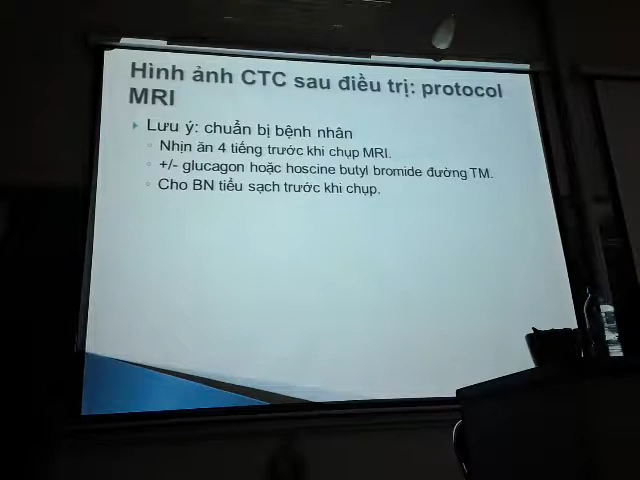 Hình ảnh CTC sau điều trị: protocol
MRI
Lưu ý: chuẩn bị bệnh nhân
Nhịn ăn 4 tiếng trước khi chụp MRI.
+/- glucagon hoặc hoscine butyl bromide đường TM.
Cho BN tiểu sạch trước khi chụp.